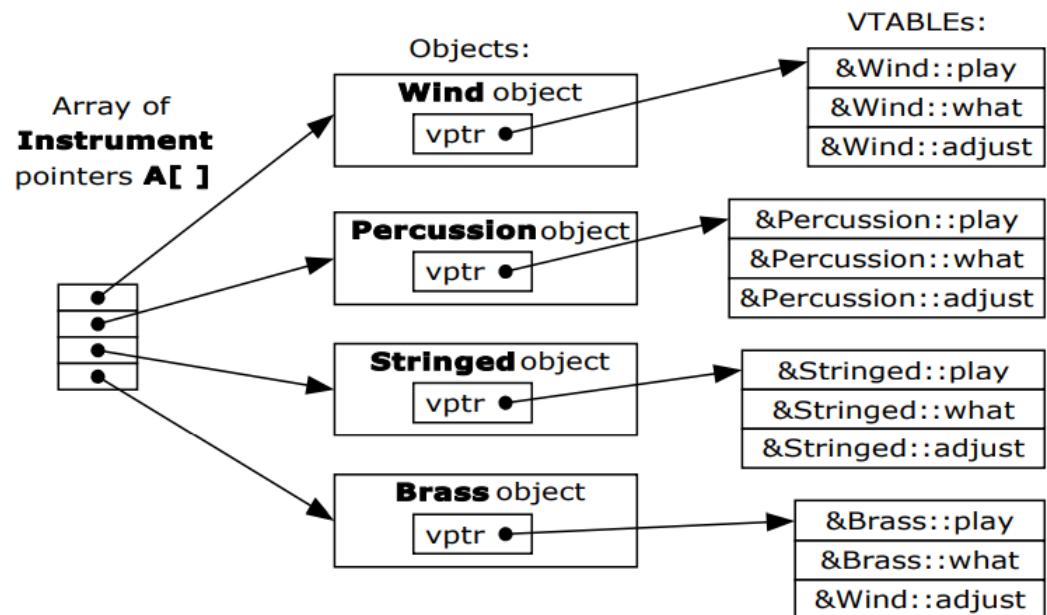 Array of
Instrument
pointers A[ ]
Objects:
Wind object
vptr
Percussion object
vptr
Stringed object
vptr
Brass object
vptr
VTABLEs:
&Wind::play
&Wind::what
&Wind::adjust
&Percussion::play
&Percussion::what
&Percussion::adjust
&Stringed::play
&Stringed::what
&Stringed::adjust
&Brass::play
&Brass::what
&Wind::adjust